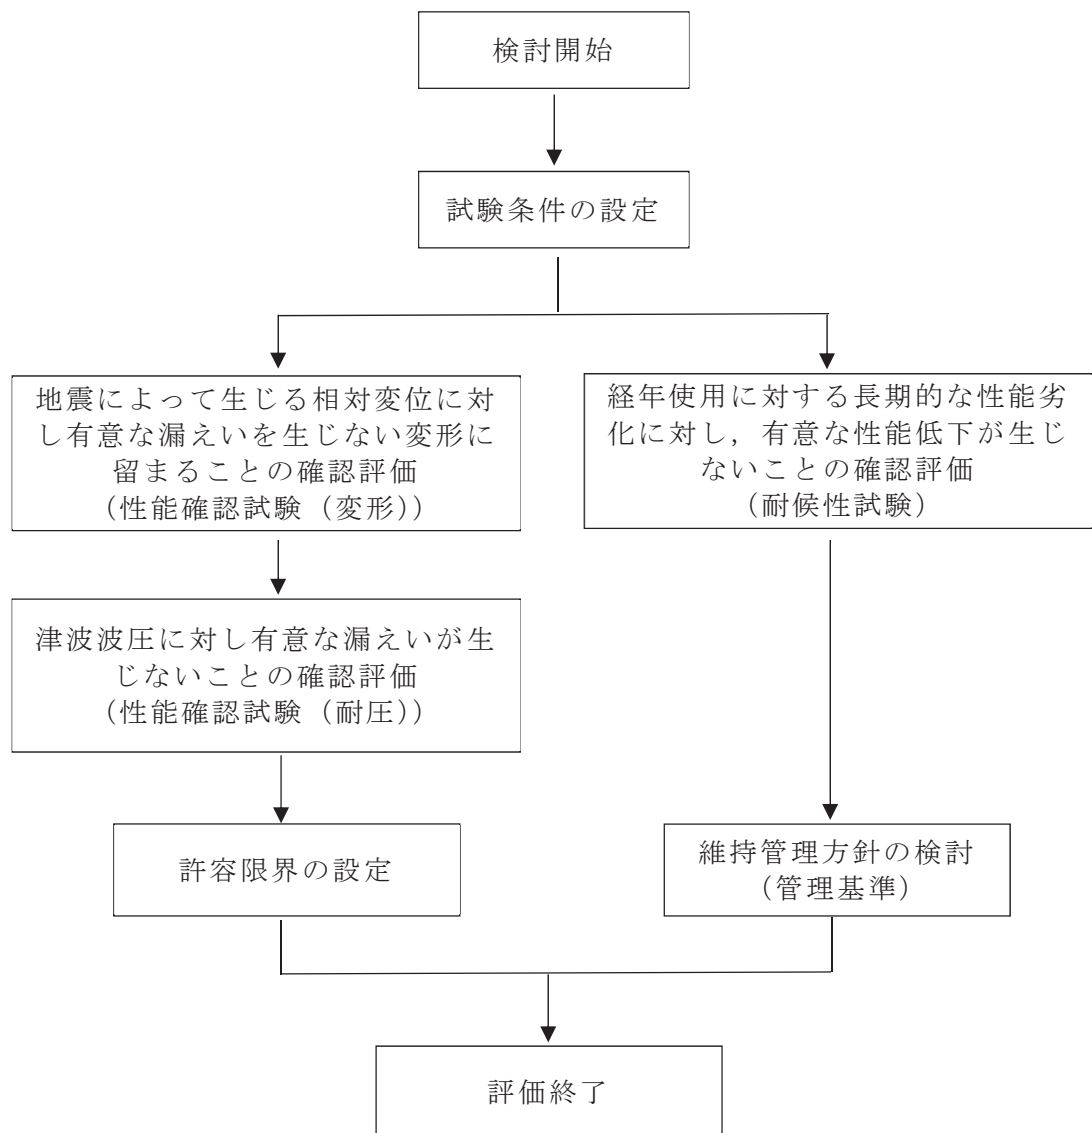 検討開始
試験条件の設定
地震によって生じる相対変位に対
し有意な漏えいを生じない変形に
留まることの確認評価
（性能確認試験（変形））
経年使用に対する長期的な性能劣
化に対し，有意な性能低下が生じ
ないことの確認評価
（耐候性試験）
津波波圧に対し有意な漏えいが生
じないことの確認評価
（性能確認試験（耐圧））
許容限界の設定
維持管理方針の検討
（管理基準）
評価終了